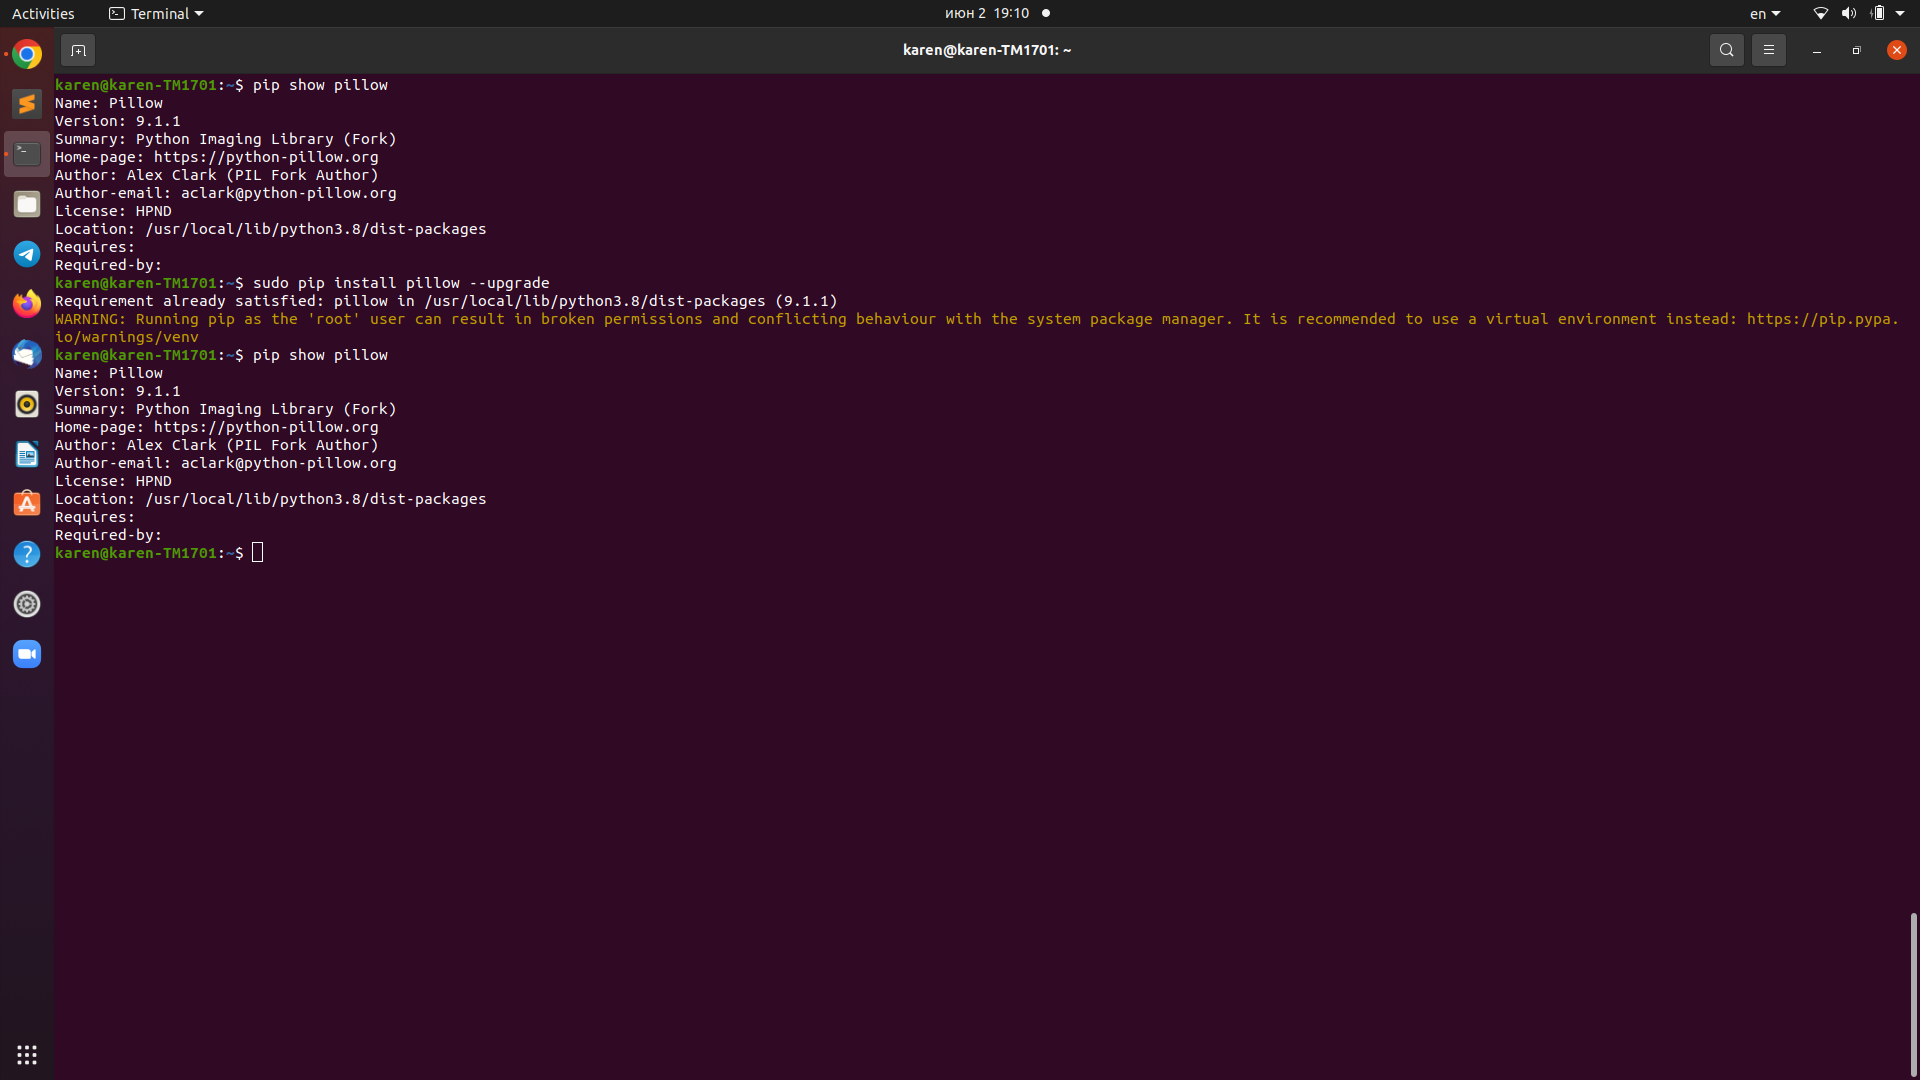 Activities Terminal июн 2 19:10 en
karen@karen-TM1701: ~
karen@karen-TM1701:~$ pip show pillow
Name: Pillow
Version: 9.1.1
Summary: Python Imaging Library (Fork)
Home-page: https://python-pillow.org
Author: Alex Clark (PIL Fork Author)
Author-email: aclark@python-pillow.org
License: HPND
Location: /usr/local/lib/python3.8/dist-packages
Requires:
Required-by:
karen@karen-TM1701:~$ sudo pip install pillow --upgrade
Requirement already satisfied: pillow in /usr/local/lib/python3.8/dist-packages (9.1.1)
WARNING: Running pip as the 'root' user can result in broken permissions and conflicting behaviour with the system package manager. It is recommended to use a virtual environment instead: https://pip.pypa.
io/warnings/venv
karen@karen-TM1701:~$ pip show pillow
Name: Pillow
Version: 9.1.1
Summary: Python Imaging Library (Fork)
Home-page: https://python-pillow.org
Author: Alex Clark (PIL Fork Author)
Author-email: aclark@python-pillow.org
License: HPND
Location: /usr/local/lib/python3.8/dist-packages
Requires:
Required-by:
karen@karen-TM1701:~$